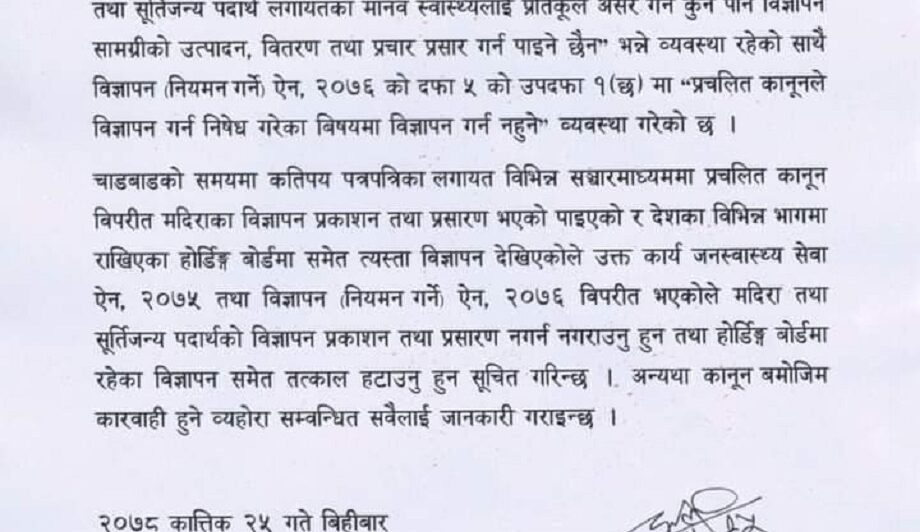 तथा सूर्तिजन्य पदार्थ लगायतका मानव स्वास्थ्यलाई प्रतिकूल असर गर्ने कुनै पनि विज्ञापन
सामग्रीको उत्पादन, वितरण तथा प्रचार प्रसार गर्न पाइने छैन” भन्ने व्यवस्था रहेको साथै
विज्ञापन (नियमन गर्ने) ऐन, २०७६ को दफा ५ को उपदफा १(छ) मा “प्रचलित कानूनले
विज्ञापन गर्न निषेध गरेका विषयमा विज्ञापन गर्न नहुने” व्यवस्था गरेको छ ।
चाडबाडको समयमा कतिपय पत्रपत्रिका लगायत विभिन्न सञ्चारमाध्यममा प्रचलित कानून
विपरीत मदिराका विज्ञापन प्रकाशन तथा प्रसारण भएको पाइएको र देशका विभिन्न भागमा
राखिएका होर्डिङ्ग बोर्डमा समेत त्यस्ता विज्ञापन देखिएकोले उक्त कार्य जनस्वास्थ्य सेवा
ऐन, २०७५ तथा विज्ञापन (नियमन गर्ने) ऐन, २०७६ विपरीत भएकोले मदिरा तथा
सूर्तिजन्य पदार्थको विज्ञापन प्रकाशन तथा प्रसारण नगर्न नगराउनु हुन तथा होर्डिङ्ग बोर्डमा
रहेका विज्ञापन समेत तत्काल हटाउनु हुन सूचित गरिन्छ । अन्यथा कानून बमोजिम
कारवाही हुने व्यहोरा सम्वन्धित सवैलाई जानकारी गराइन्छ ।
२०७८ कात्तिक २५ गते बिहीबार